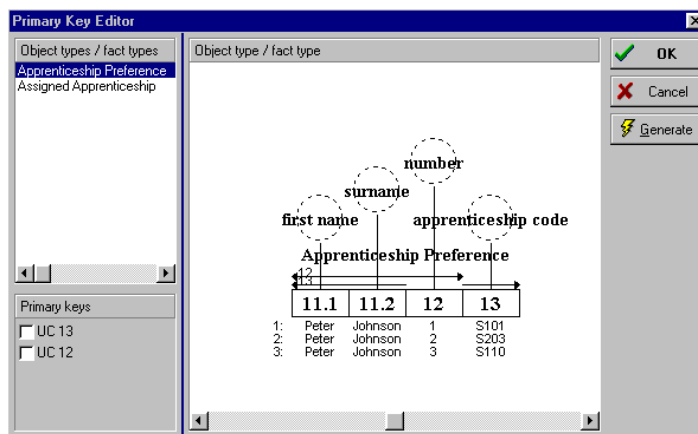 Primary Key Editor
Object types / fact types
Apprenticeship Preference
Assigned Apprenticeship
Primary keys
UC 13
UC 12
Object type / fact type
number
surname
first name
apprenticeship code
Apprenticeship Preference
12
13
11.1 11.2 12 13
1: Peter Johnson 1 S101
2: Peter Johnson 2 S203
3: Peter Johnson 3 S110
OK
Cancel
Generate